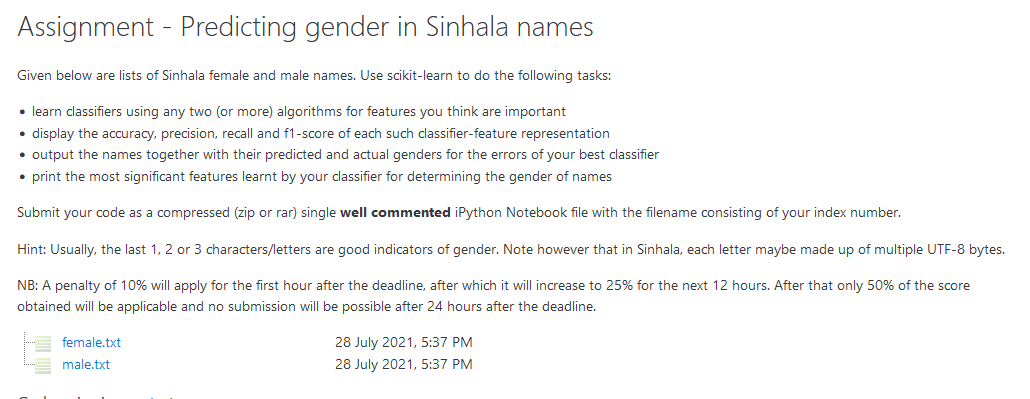 Assignment - Predicting gender in Sinhala names
Given below are lists of Sinhala female and male names. Use scikit-learn to do the following tasks:
• learn classifiers using any two (or more) algorithms for features you think are important
• display the accuracy, precision, recall and f1-score of each such classifier-feature representation
• output the names together with their predicted and actual genders for the errors of your best classifier
• print the most significant features learnt by your classifier for determining the gender of names
Submit your code as a compressed (zip or rar) single well commented iPython Notebook file with the filename consisting of your index number.
Hint: Usually, the last 1, 2 or 3 characters/letters are good indicators of gender. Note however that in Sinhala, each letter maybe made up of multiple UTF-8 bytes.
NB: A penalty of 10% will apply for the first hour after the deadline, after which it will increase to 25% for the next 12 hours. After that only 50% of the score
obtained will be applicable and no submission will be possible after 24 hours after the deadline.
female.txt 28 July 2021, 5:37 PM
male.txt 28 July 2021, 5:37 PM